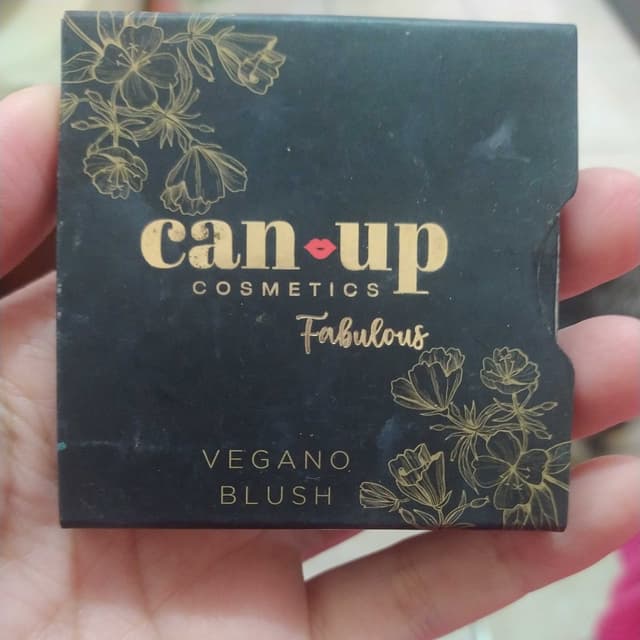 can up
COSMETICS
Fabulous
VEGANO
BLUSH